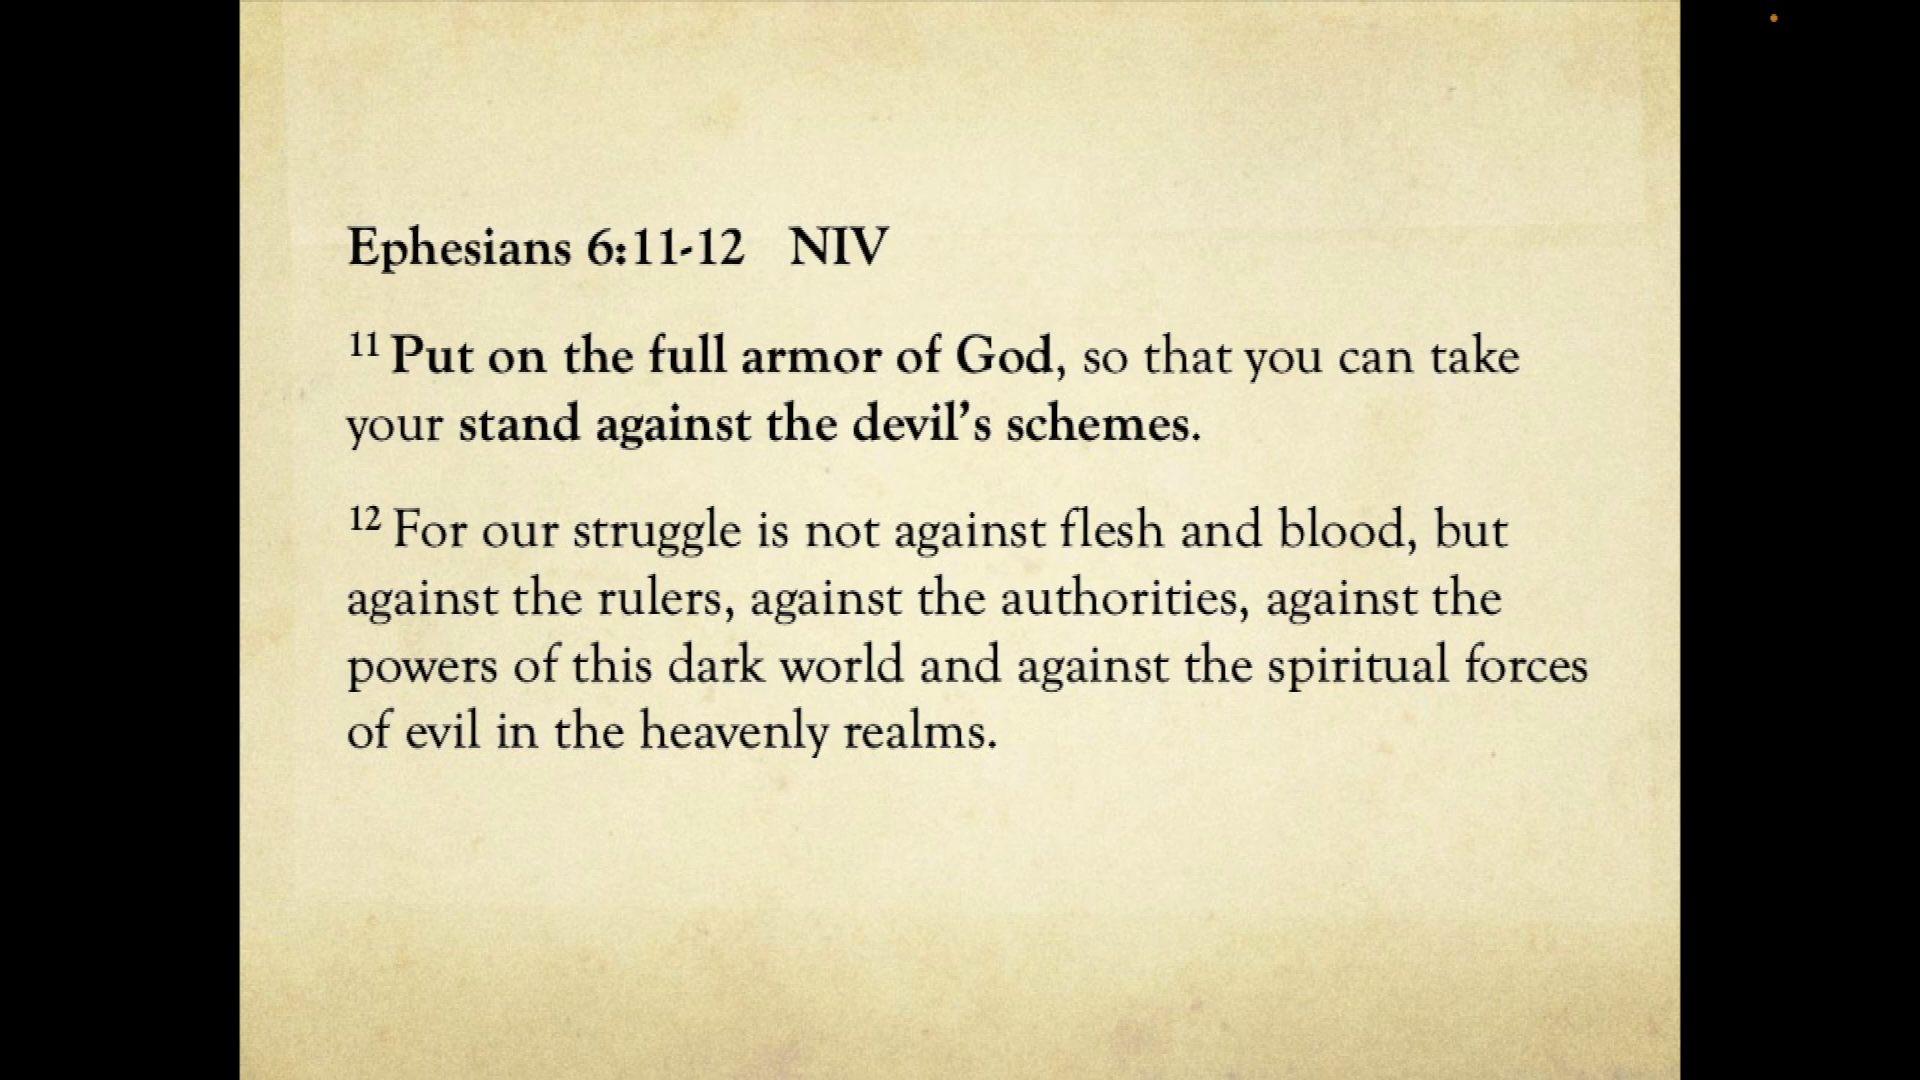 Ephesians 6:11-12 NIV
11 Put on the full armor of God, so that you can take
your stand against the devil’s schemes.
12 For our struggle is not against flesh and blood, but
against the rulers, against the authorities, against the
powers of this dark world and against the spiritual forces
of evil in the heavenly realms.